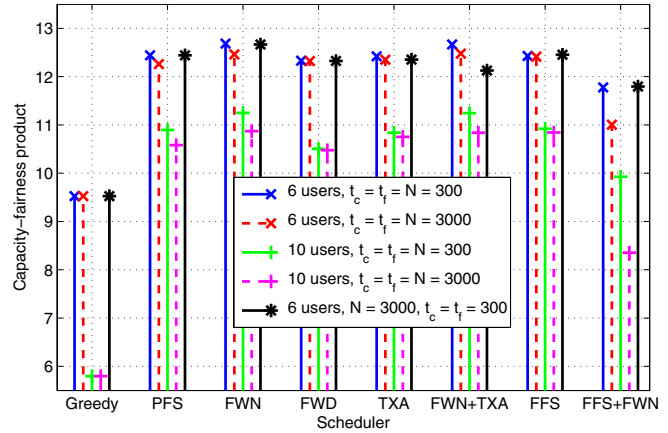 13
12
11
10
9
8
7
6
Capacity−fairness product
6 users, t_c = t_f = N = 300
6 users, t_c = t_f = N = 3000
10 users, t_c = t_f = N = 300
10 users, t_c = t_f = N = 3000
6 users, N = 3000, t_c = t_f = 300
Greedy PFS FWN FWD TXA FWN+TXA FFS FFS+FWN
Scheduler